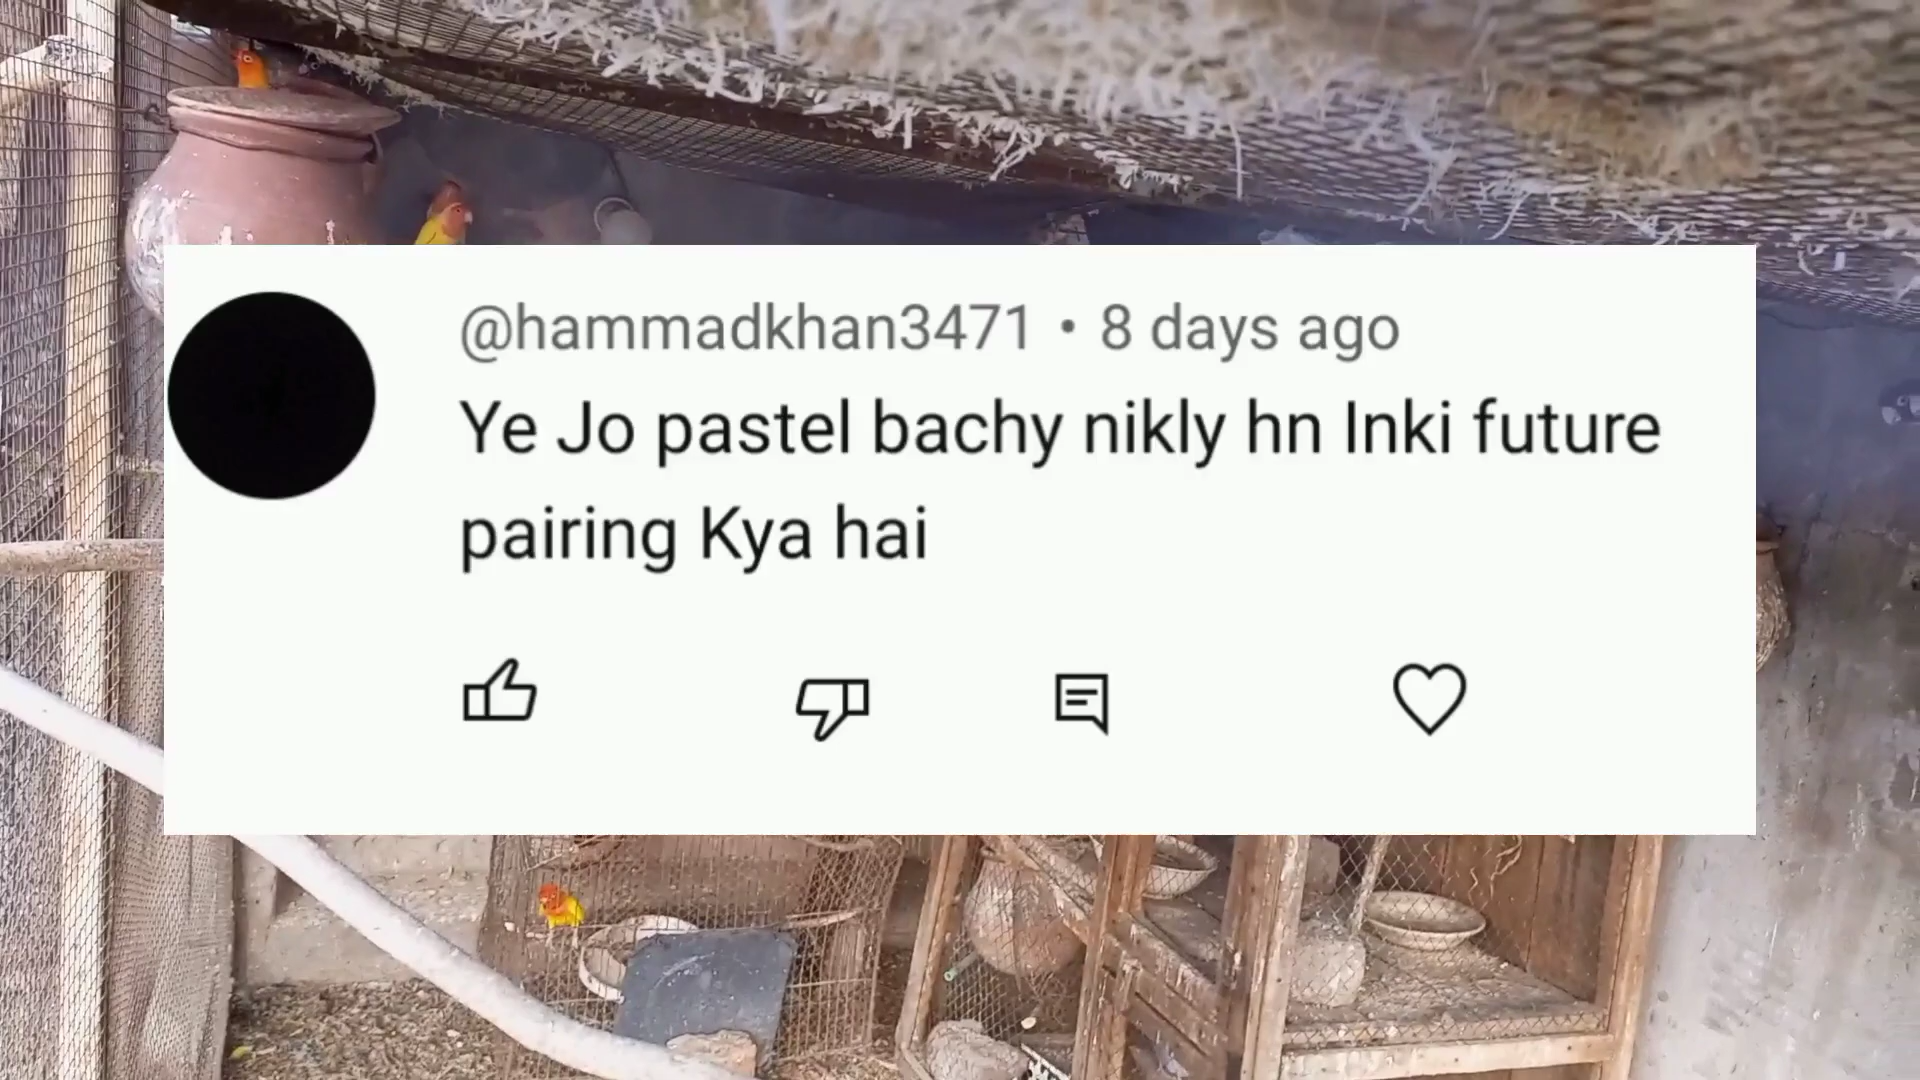 @hammadkhan3471 • 8 days ago
Ye Jo pastel bachy nikly hn Inki future
pairing Kya hai